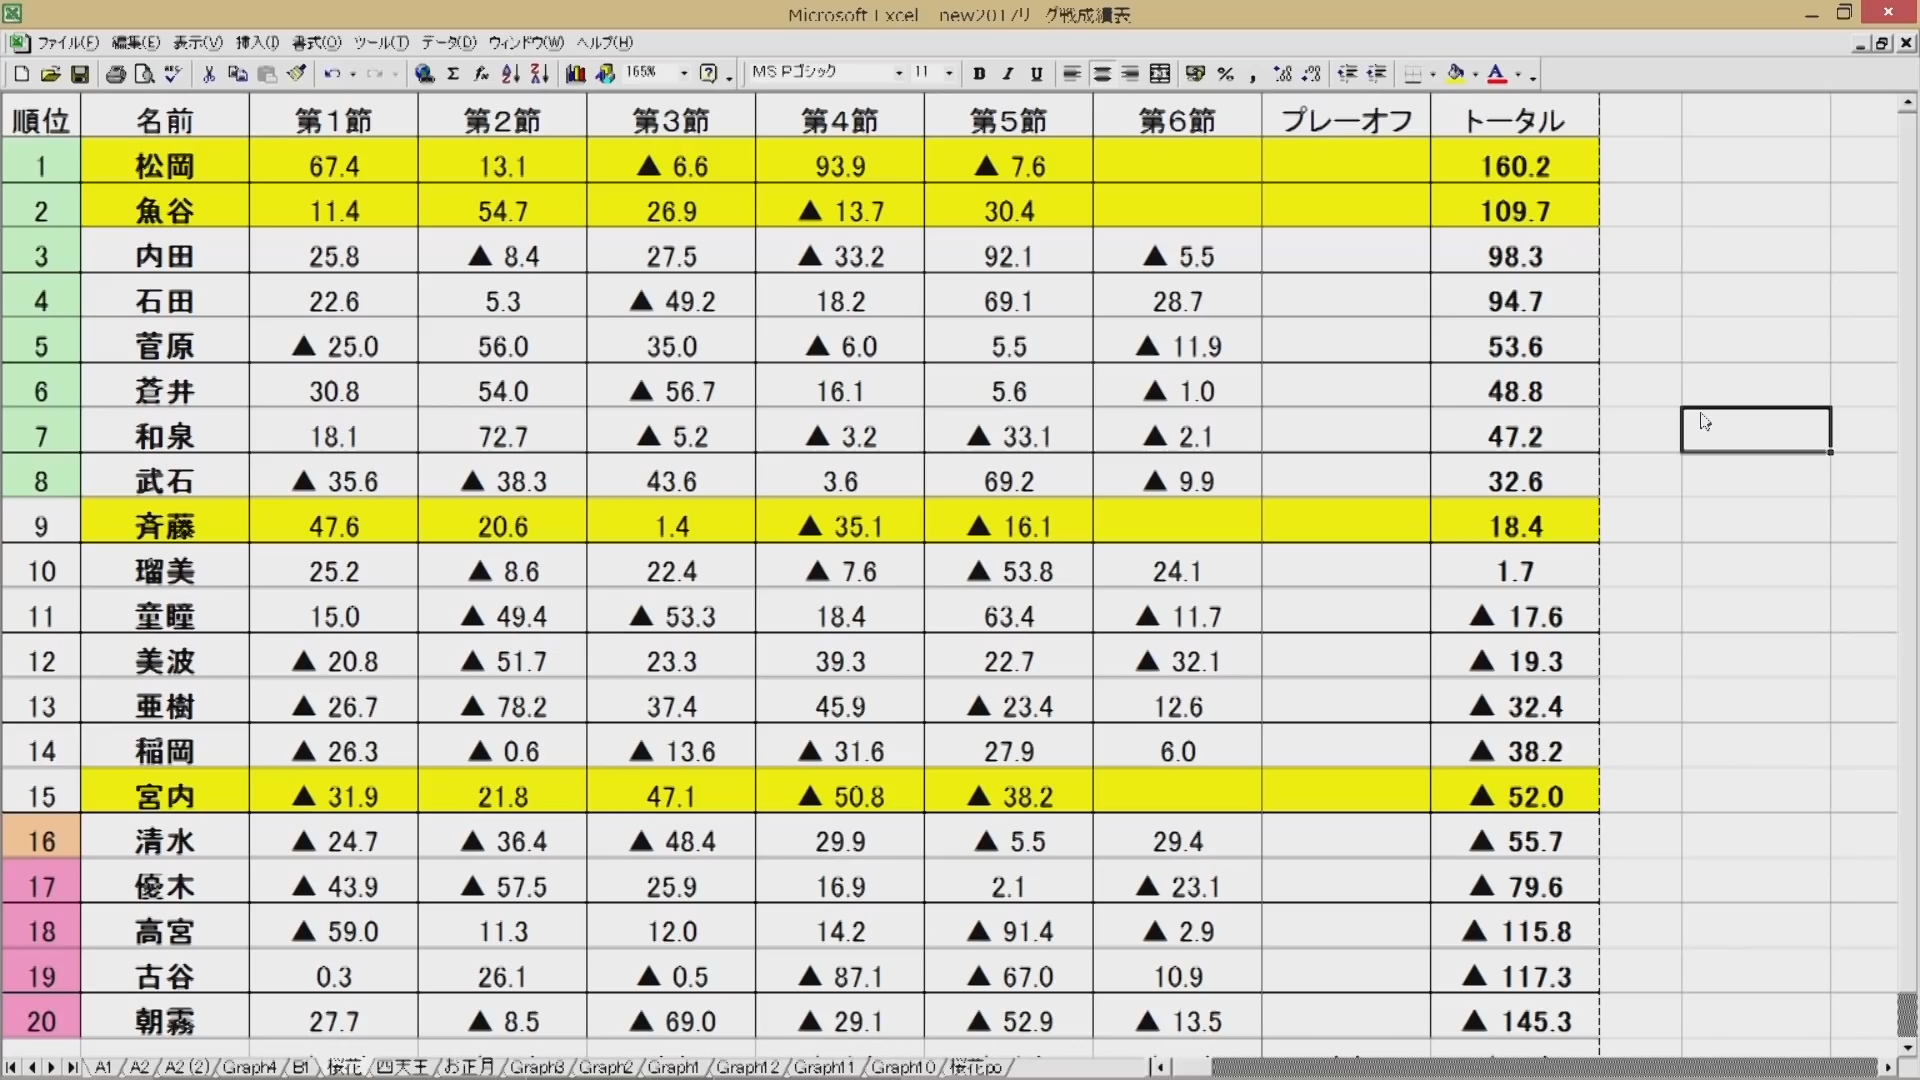 Microsoft Excel new2017リーグ戦成績表
ファイル(F) 編集(E) 表示(V) 挿入(I) 書式(O) ツール(T) データ(D) ウィンドウ(W) ヘルプ(H)
165% MS Pゴシック 11 B I U
順位 名前 第1節 第2節 第3節 第4節 第5節 第6節 プレーオフ トータル
1 松岡 67.4 13.1 ▲ 6.6 93.9 ▲ 7.6 160.2
2 魚谷 11.4 54.7 26.9 ▲ 13.7 30.4 109.7
3 内田 25.8 ▲ 8.4 27.5 ▲ 33.2 92.1 ▲ 5.5 98.3
4 石田 22.6 5.3 ▲ 49.2 18.2 69.1 28.7 94.7
5 菅原 ▲ 25.0 56.0 35.0 ▲ 6.0 5.5 ▲ 11.9 53.6
6 蒼井 30.8 54.0 ▲ 56.7 16.1 5.6 ▲ 1.0 48.8
7 和泉 18.1 72.7 ▲ 5.2 ▲ 3.2 ▲ 33.1 ▲ 2.1 47.2
8 武石 ▲ 35.6 ▲ 38.3 43.6 3.6 69.2 ▲ 9.9 32.6
9 斉藤 47.6 20.6 1.4 ▲ 35.1 ▲ 16.1 18.4
10 瑠美 25.2 ▲ 8.6 22.4 ▲ 7.6 ▲ 53.8 24.1 1.7
11 童瞳 15.0 ▲ 49.4 ▲ 53.3 18.4 63.4 ▲ 11.7 ▲ 17.6
12 美波 ▲ 20.8 ▲ 51.7 23.3 39.3 22.7 ▲ 32.1 ▲ 19.3
13 亜樹 ▲ 26.7 ▲ 78.2 37.4 45.9 ▲ 23.4 12.6 ▲ 32.4
14 稲岡 ▲ 26.3 ▲ 0.6 ▲ 13.6 ▲ 31.6 27.9 6.0 ▲ 38.2
15 宮内 ▲ 31.9 21.8 47.1 ▲ 50.8 ▲ 38.2 ▲ 52.0
16 清水 ▲ 24.7 ▲ 36.4 ▲ 48.4 29.9 ▲ 5.5 29.4 ▲ 55.7
17 優木 ▲ 43.9 ▲ 57.5 25.9 16.9 2.1 ▲ 23.1 ▲ 79.6
18 高宮 ▲ 59.0 11.3 12.0 14.2 ▲ 91.4 ▲ 2.9 ▲ 115.8
19 古谷 0.3 26.1 ▲ 0.5 ▲ 87.1 ▲ 67.0 10.9 ▲ 117.3
20 朝霧 27.7 ▲ 8.5 ▲ 69.0 ▲ 29.1 ▲ 52.9 ▲ 13.5 ▲ 145.3
A1 A2 A2 (2) Graph4 B1 桜花 四天王 お正月 Graph3 Graph2 Graph1 Graph12 Graph11 Graph10 桜花po